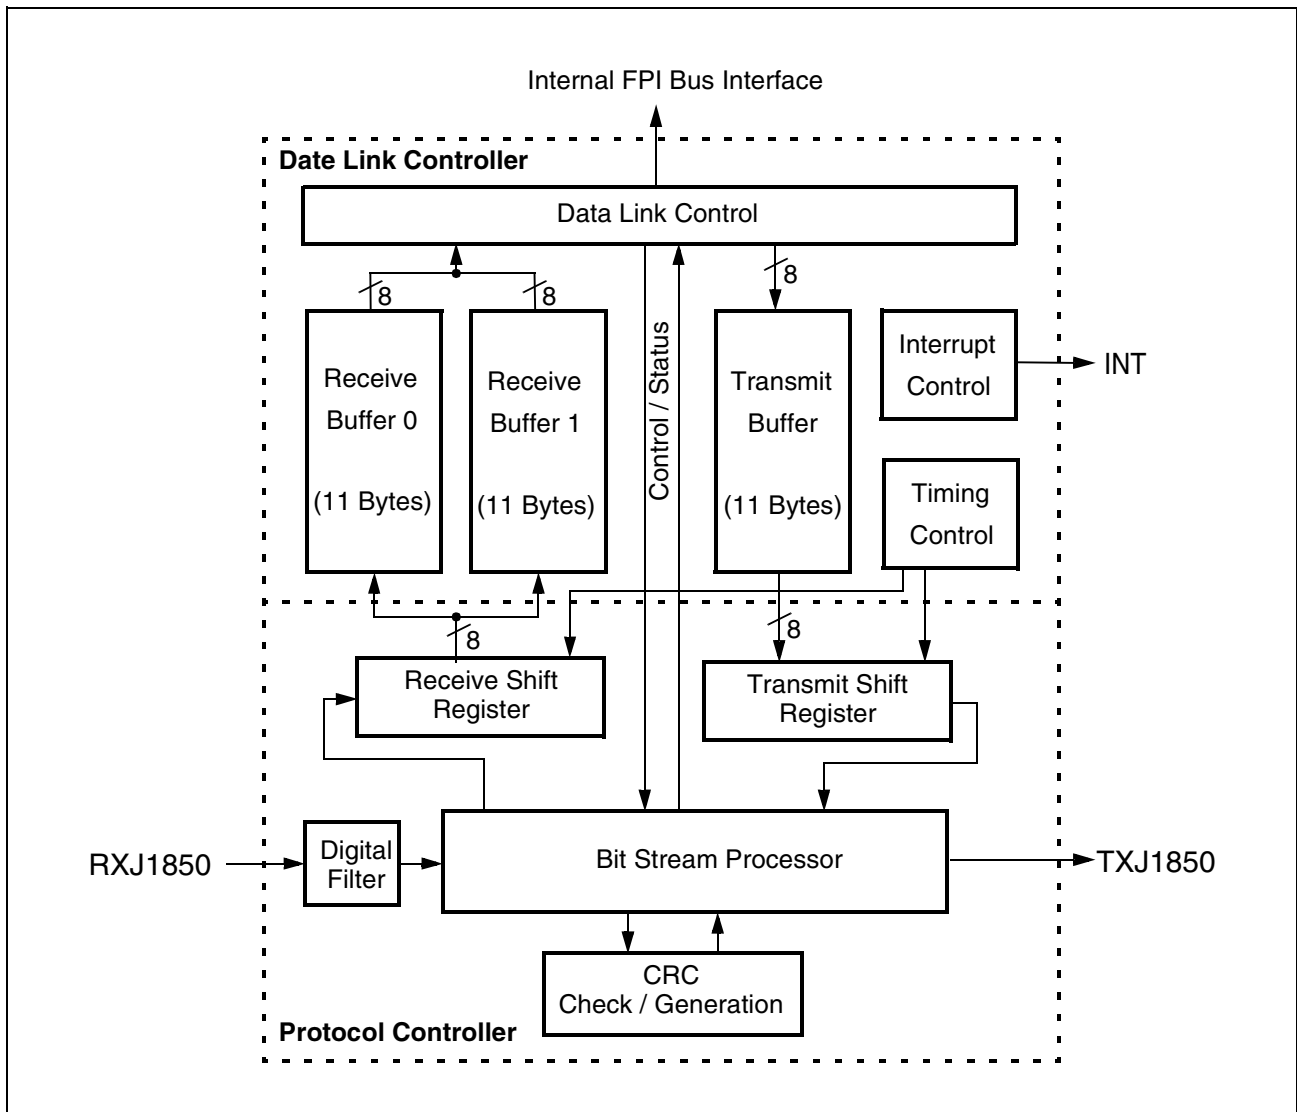 Internal FPI Bus Interface
Date Link Controller
Data Link Control
8
8
8
Receive
Buffer 0
(11 Bytes)
Receive
Buffer 1
(11 Bytes)
Control / Status
Transmit
Buffer
(11 Bytes)
Interrupt
Control
INT
Timing
Control
8
8
Receive Shift
Register
Transmit Shift
Register
RXJ1850
Digital
Filter
Bit Stream Processor
TXJ1850
CRC
Check / Generation
Protocol Controller